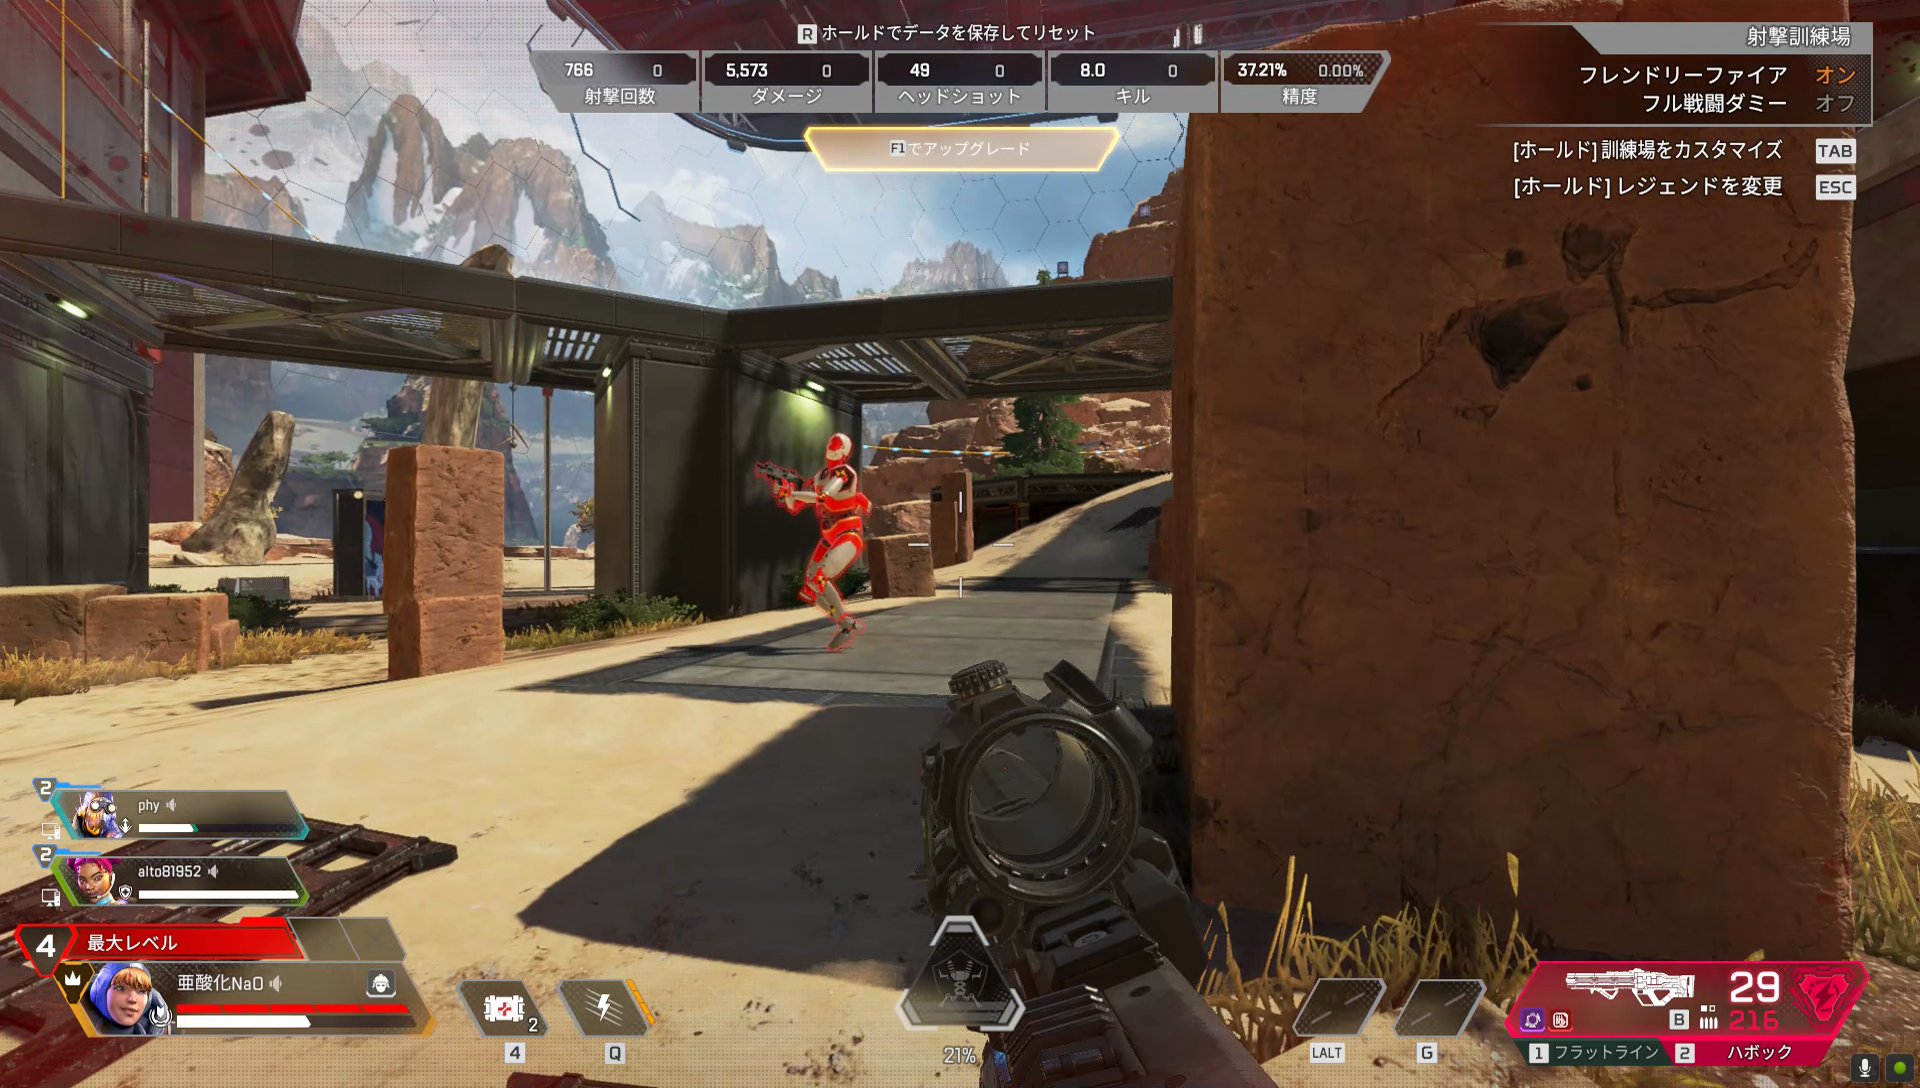 R ホールドでデータを保存してリセット
766 0
射撃回数
5,573 0
ダメージ
49 0
ヘッドショット
8.0 0
キル
37.21% 0.00%
精度
F1でアップグレード
射撃訓練場
フレンドリーファイア オン
フル戦闘ダミー オフ
[ホールド]訓練場をカスタマイズ TAB
[ホールド]レジェンドを変更 ESC
2
phy
2
alto81952
4 最大レベル
亜酸化NaO
2
4
Q
21%
LALT
G
29
B 216
1 フラットライン 2 ハボック